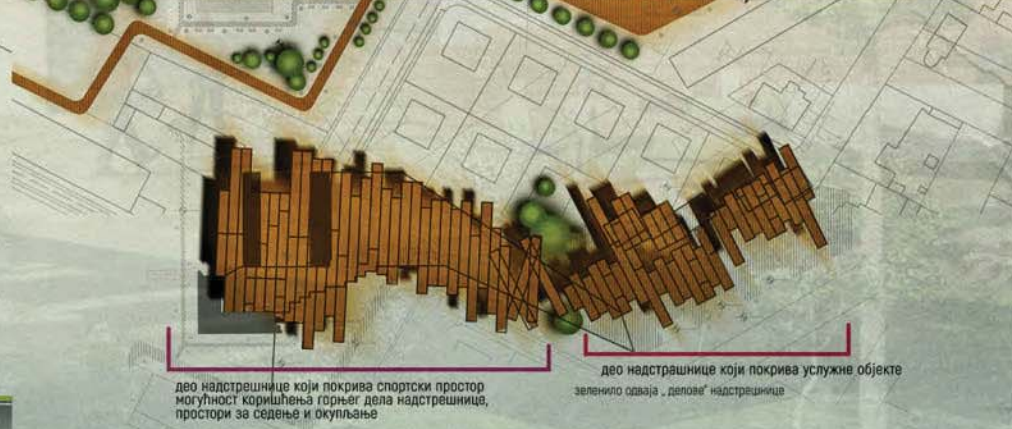 део надстрешнице који покрива спортски простор
могућност коришћења горњег дела надстрешнице,
простори за седење и окупљање
део надстрашнице који покрива услужне објекте
зеленило одваја „ делове" надстрешнице